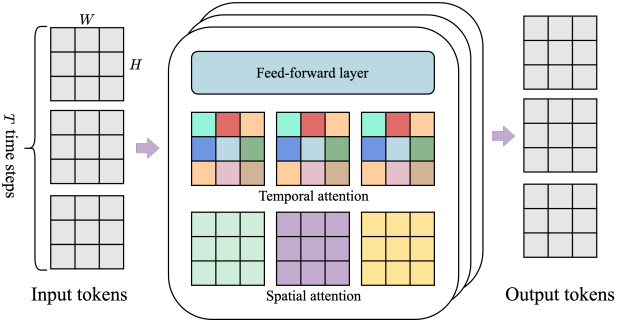 W
H
T time steps
Input tokens
Feed-forward layer
Temporal attention
Spatial attention
Output tokens